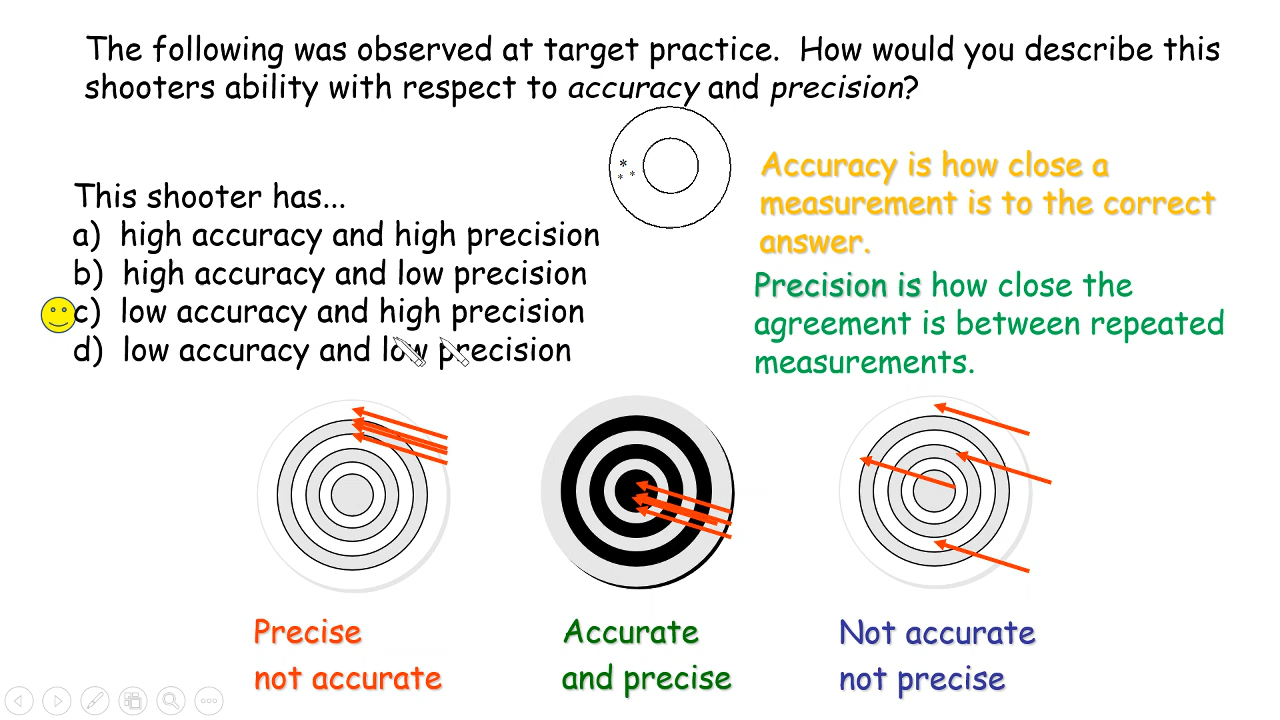 The following was observed at target practice.  How would you describe this
shooters ability with respect to accuracy and precision?
This shooter has...
a)  high accuracy and high precision
b)  high accuracy and low precision
c)  low accuracy and high precision
d)  low accuracy and low precision
* * *
Accuracy is how close a
measurement is to the correct
answer.
Precision is how close the
agreement is between repeated
measurements.
Precise
not accurate
Accurate
and precise
Not accurate
not precise